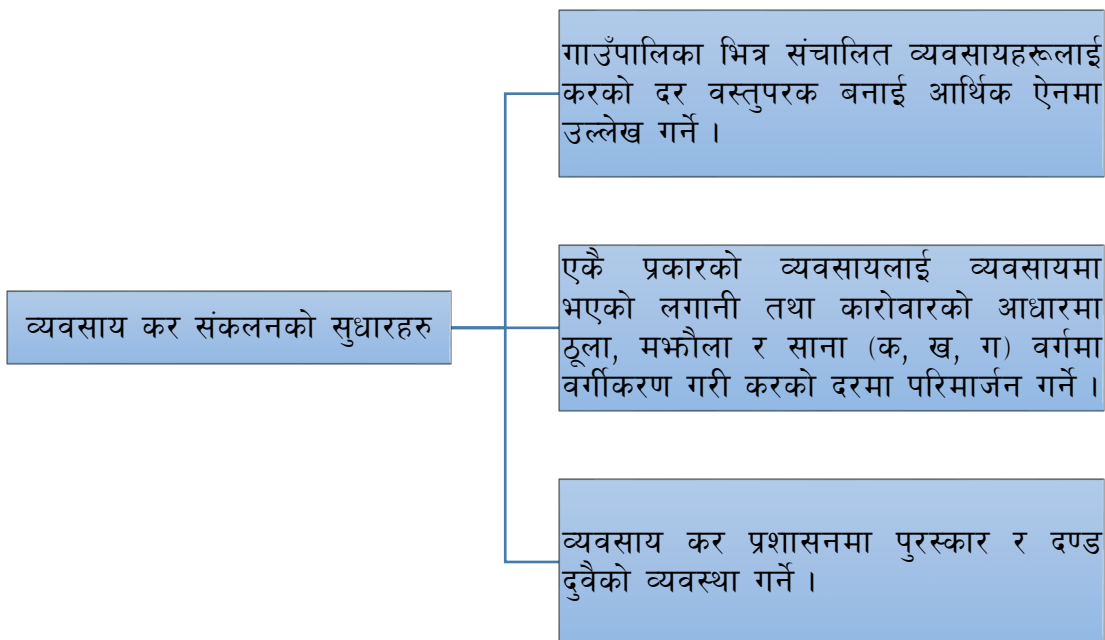 गाउँपालिका भित्र संचालित व्यवसायहरूलाई
करको दर वस्तुपरक बनाई आर्थिक ऐनमा
उल्लेख गर्ने ।
व्यवसाय कर संकलनको सुधारहरु
एकै प्रकारको व्यवसायलाई व्यवसायमा
भएको लगानी तथा कारोवारको आधारमा
ठूला, मझौला र साना (क, ख, ग) वर्गमा
वर्गीकरण गरी करको दरमा परिमार्जन गर्ने ।
व्यवसाय कर प्रशासनमा पुरस्कार र दण्ड
दुवैको व्यवस्था गर्ने ।